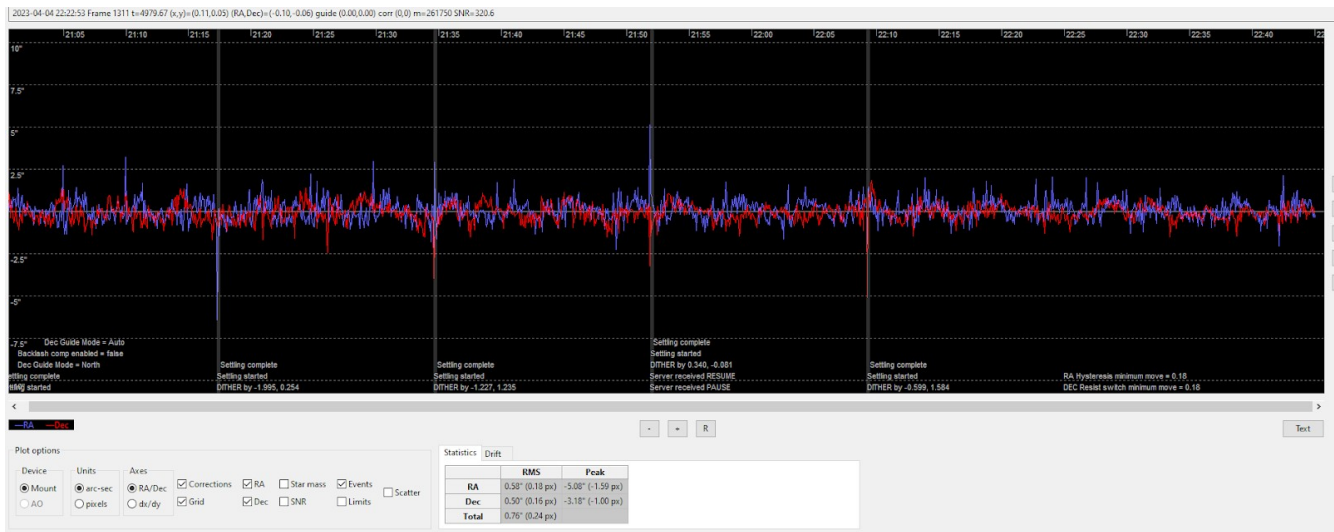 2023-04-04 22:22:53 Frame 1311 t=4979.67 (x,y)=(0.11,0.05) (RA,Dec)=(-0.10,-0.06) guide (0.00,0.00) corr (0,0) m=261750 SNR=320.6
21:05 21:10 21:15 21:20 21:25 21:30 21:35 21:40 21:45 21:50 21:55 22:00 22:05 22:10 22:15 22:20 22:25 22:30 22:35 22:40 22
10"
7.5"
5"
2.5"
-2.5"
-5"
-7.5"
Dec Guide Mode = Auto
Backlash comp enabled = false
Dec Guide Mode = North
ettling complete
started
Settling complete
Settling started
DITHER by -1.995, 0.254
Settling complete
Settling started
DITHER by -1.227, 1.235
Settling complete
Settling started
DITHER by 0.340, -0.081
Server received RESUME
Server received PAUSE
Settling complete
Settling started
DITHER by -0.599, 1.584
RA Hysteresis minimum move = 0.18
DEC Resist switch minimum move = 0.18
< >
—RA —Dec
- + R
Text
Plot options
Device Units Axes
Mount arc-sec RA/Dec Corrections RA Star mass Events Scatter
AO pixels dx/dy Grid Dec SNR Limits
Statistics Drift
RMS Peak
RA 0.58" (0.18 px) -5.08" (-1.59 px)
Dec 0.50" (0.16 px) -3.18" (-1.00 px)
Total 0.76" (0.24 px)